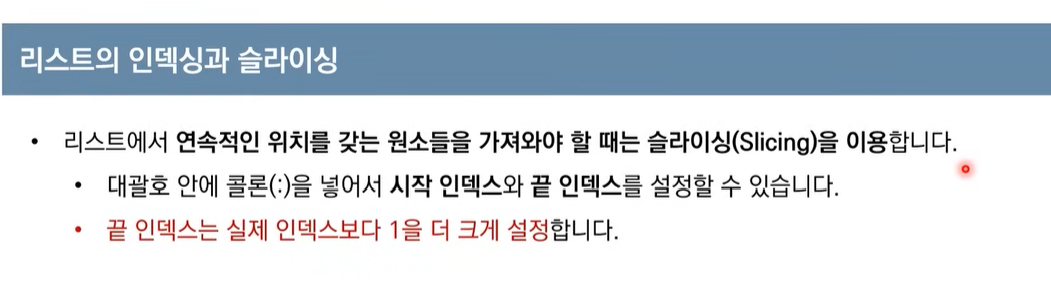 리스트의 인덱싱과 슬라이싱
• 리스트에서 연속적인 위치를 갖는 원소들을 가져와야 할 때는 슬라이싱(Slicing)을 이용합니다.
• 대괄호 안에 콜론(:)을 넣어서 시작 인덱스와 끝 인덱스를 설정할 수 있습니다.
• 끝 인덱스는 실제 인덱스보다 1을 더 크게 설정합니다.